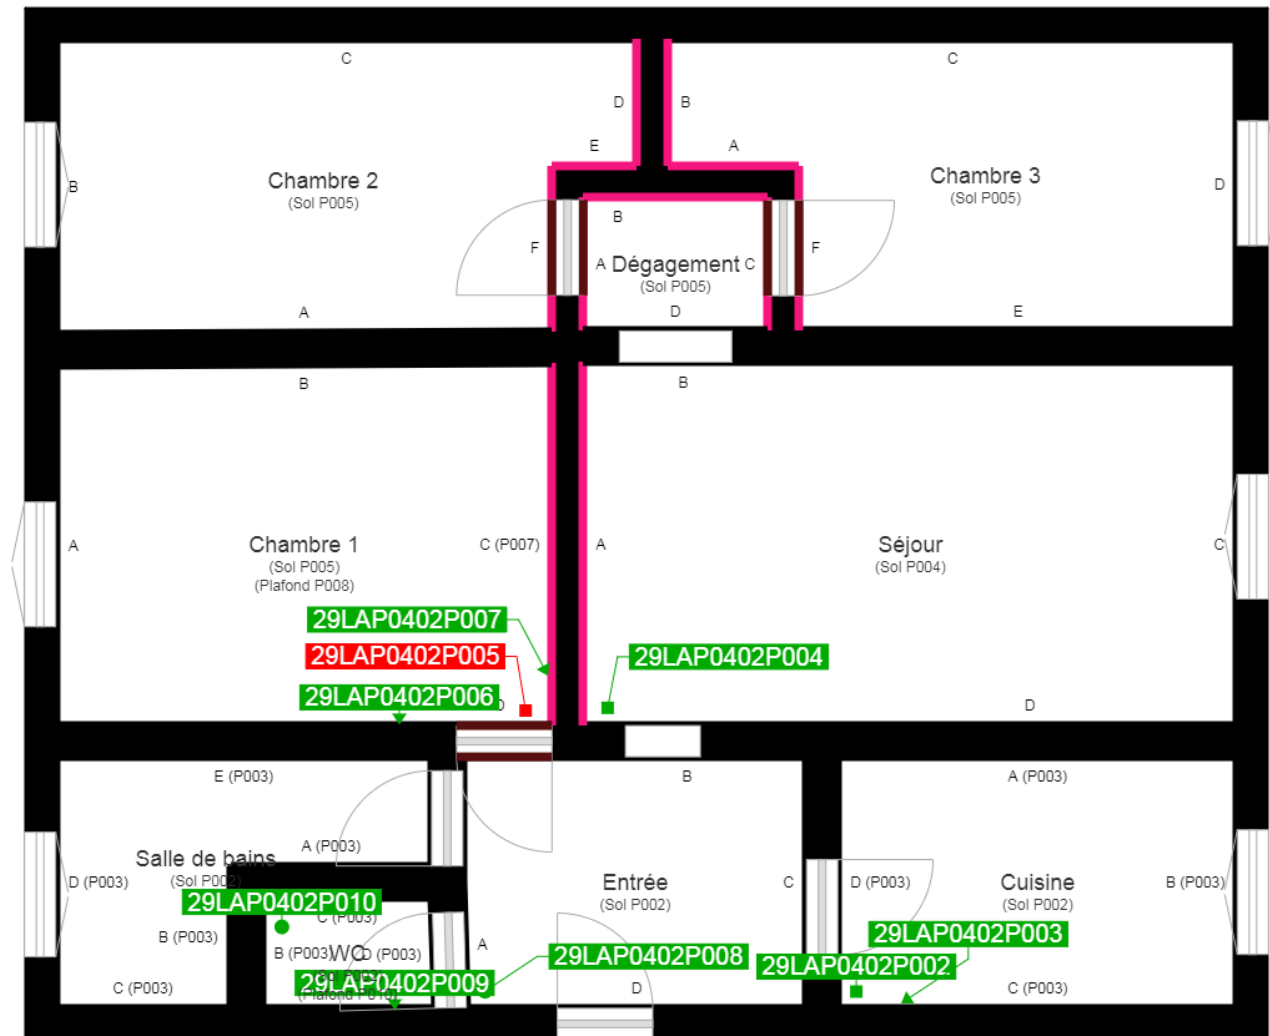 C
C
D
B
E
A
Chambre 2
(Sol P005)
Chambre 3
(Sol P005)
B
D
B
F
F
A
Dégagement
C
(Sol P005)
A
D
E
B
B
Chambre 1
(Sol P005)
(Plafond P008)
A
C (P007)
A
Séjour
(Sol P004)
C
29LAP0402P007
29LAP0402P005
29LAP0402P004
29LAP0402P006
D
D
E (P003)
B
A (P003)
A (P003)
Salle de bains
(Sol P002)
D (P003)
Entrée
(Sol P002)
C
D (P003)
Cuisine
(Sol P002)
B (P003)
29LAP0402P010
C (P003)
B (P003)
B (P003)
WC
D (P003)
A
29LAP0402P003
29LAP0402P008
29LAP0402P002
29LAP0402P009
C (P003)
D
C (P003)